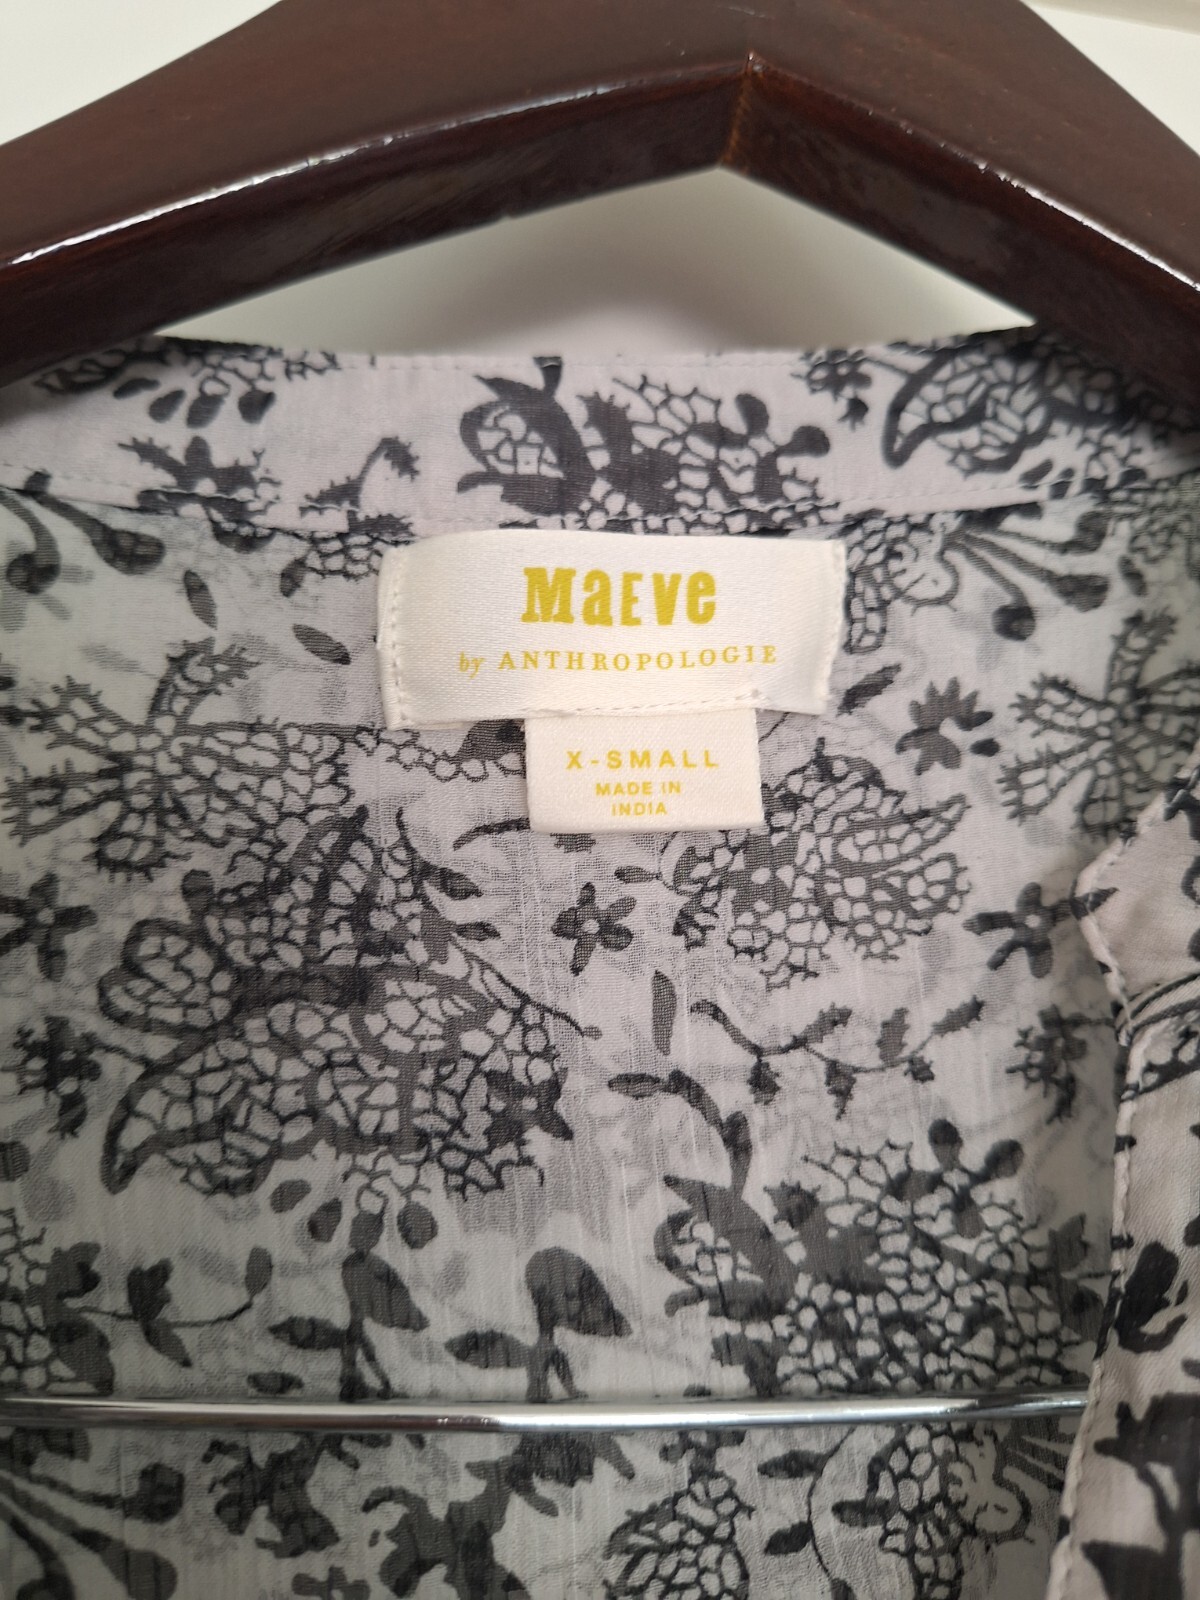 MaEve
by ANTHROPOLOGIE
X-SMALL
MADE IN
INDIA